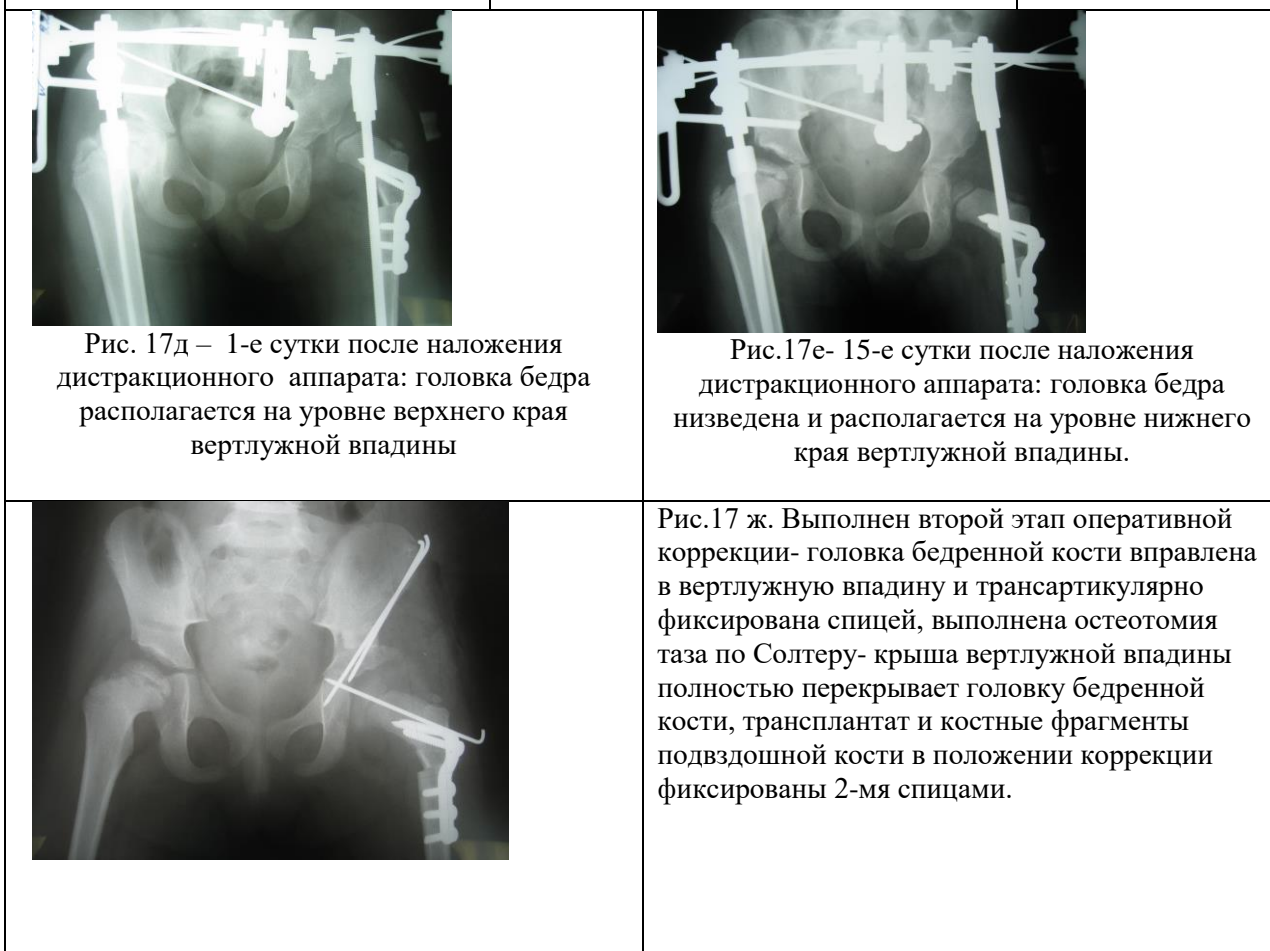 Рис. 17д – 1-е сутки после наложения
дистракционного аппарата: головка бедра
располагается на уровне верхнего края
вертлужной впадины
Рис.17е- 15-е сутки после наложения
дистракционного аппарата: головка бедра
низведена и располагается на уровне нижнего
края вертлужной впадины.
Рис.17 ж. Выполнен второй этап оперативной
коррекции- головка бедренной кости вправлена
в вертлужную впадину и трансартикулярно
фиксирована спицей, выполнена остеотомия
таза по Солтеру- крыша вертлужной впадины
полностью перекрывает головку бедренной
кости, трансплантат и костные фрагменты
подвздошной кости в положении коррекции
фиксированы 2-мя спицами.